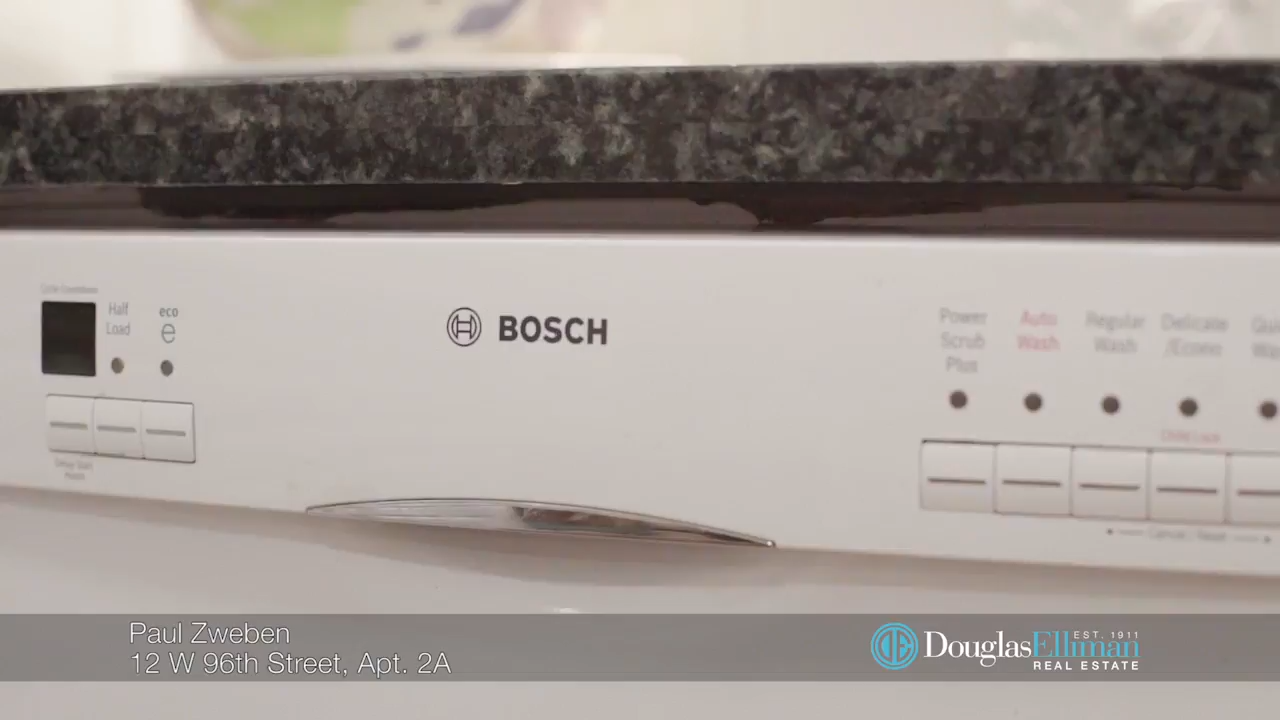 Half
Load
eco
e
BOSCH
Power
Scrub
Plus
Auto
Wash
Regular
Wash
Delicate
/Econo
Paul Zweben
12 W 96th Street, Apt. 2A
EST. 1911
DouglasElliman
REAL ESTATE